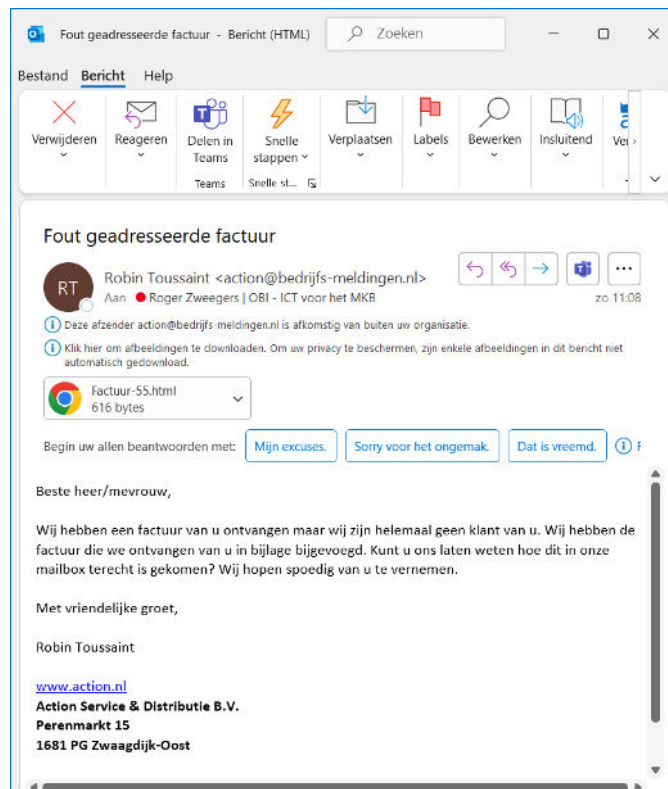 Fout geadresseerde factuur - Bericht (HTML)
Zoeken
Bestand Bericht Help
Verwijderen Reageren Delen in Teams Snelle stappen Verplaatsen Labels Bewerken Insluitend
Teams Snelle st...
Fout geadresseerde factuur
RT
Robin Toussaint <action@bedrijfs-meldingen.nl>
Aan Roger Zweegers | OBI - ICT voor het MKB
zo 11:08
Deze afzender action@bedrijfs-meldingen.nl is afkomstig van buiten uw organisatie.
Klik hier om afbeeldingen te downloaden. Om uw privacy te beschermen, zijn enkele afbeeldingen in dit bericht niet
automatisch gedownload.
Factuur-55.html
616 bytes
Begin uw allen beantwoorden met: Mijn excuses. Sorry voor het ongemak. Dat is vreemd.
Beste heer/mevrouw,
Wij hebben een factuur van u ontvangen maar wij zijn helemaal geen klant van u. Wij hebben de
factuur die we ontvangen van u in bijlage bijgevoegd. Kunt u ons laten weten hoe dit in onze
mailbox terecht is gekomen? Wij hopen spoedig van u te vernemen.
Met vriendelijke groet,
Robin Toussaint
www.action.nl
Action Service & Distributie B.V.
Perenmarkt 15
1681 PG Zwaagdijk-Oost